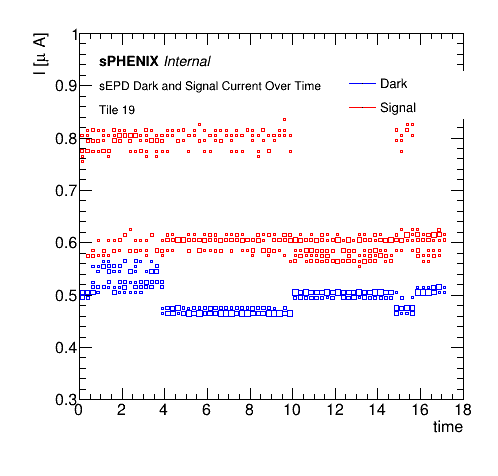 I [μ A]
1
sPHENIX Internal
sEPD Dark and Signal Current Over Time
Tile 19
Dark
Signal
0.9
0.8
0.7
0.6
0.5
0.4
0.3
0 2 4 6 8 10 12 14 16 18
time